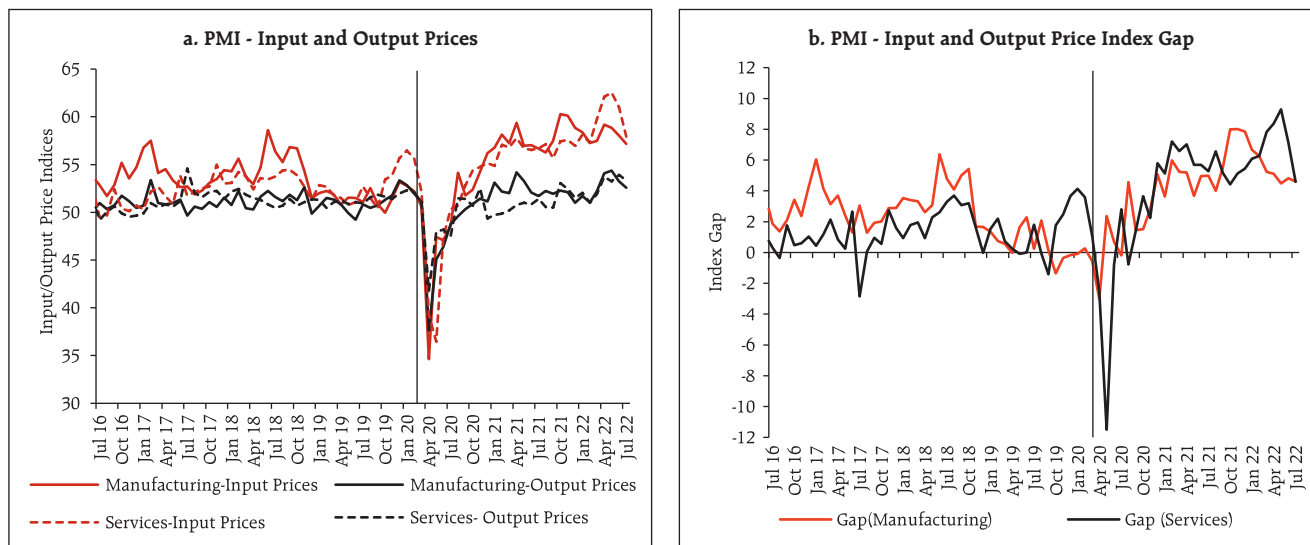 a. PMI - Input and Output Prices
Input/Output Price Indices
65
60
55
50
45
40
35
30
Jul 16
Oct 16
Jan 17
Apr 17
Jul 17
Oct 17
Jan 18
Apr 18
Jul 18
Oct 18
Jan 19
Apr 19
Jul 19
Oct 19
Jan 20
Apr 20
Jul 20
Oct 20
Jan 21
Apr 21
Jul 21
Oct 21
Jan 22
Apr 22
Jul 22
Manufacturing-Input Prices
Manufacturing-Output Prices
Services-Input Prices
Services- Output Prices
b. PMI - Input and Output Price Index Gap
Index Gap
12
10
8
6
4
2
0
-2
-4
-6
-8
-10
-12
Jul 16
Oct 16
Jan 17
Apr 17
Jul 17
Oct 17
Jan 18
Apr 18
Jul 18
Oct 18
Jan 19
Apr 19
Jul 19
Oct 19
Jan 20
Apr 20
Jul 20
Oct 20
Jan 21
Apr 21
Jul 21
Oct 21
Jan 22
Apr 22
Jul 22
Gap(Manufacturing)
Gap (Services)